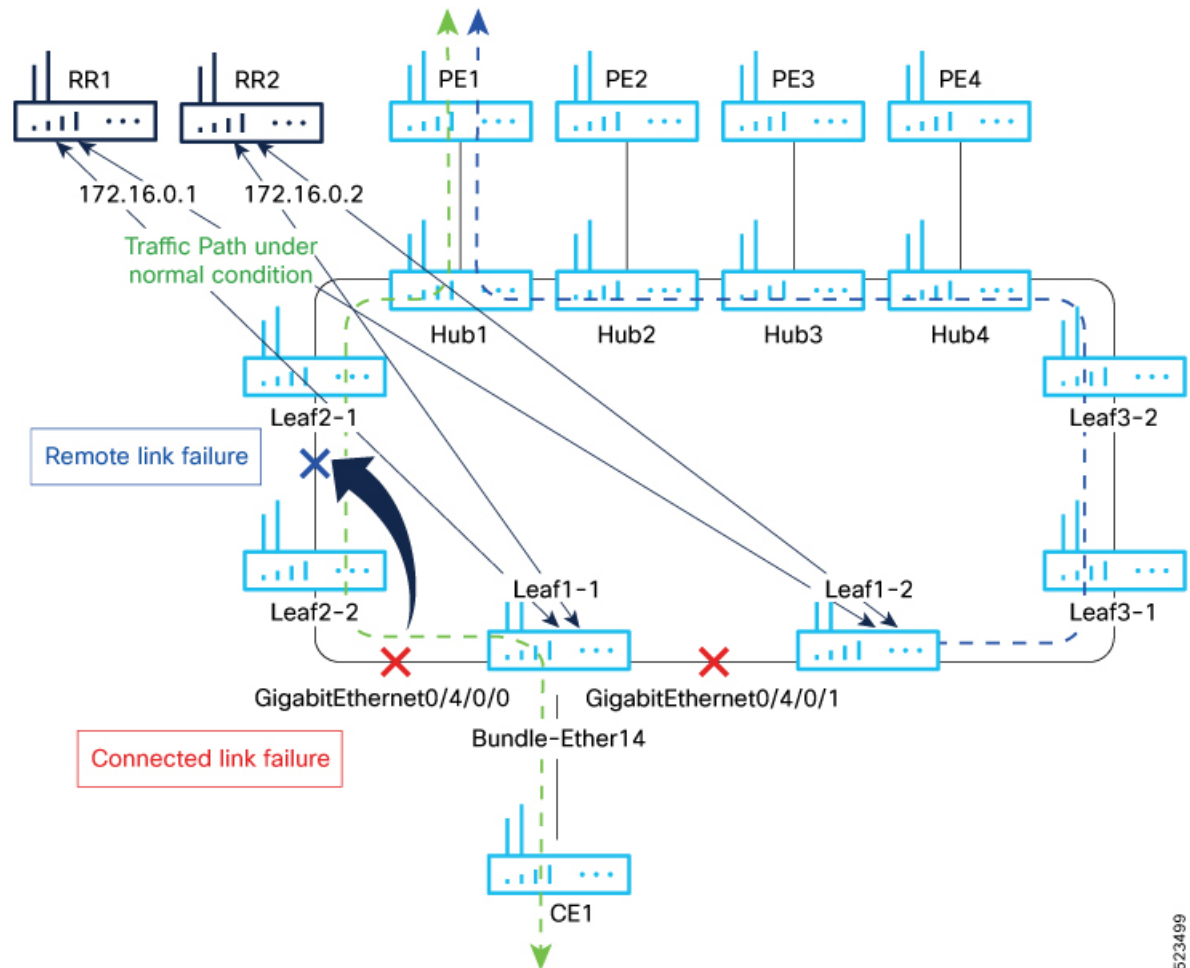 RR1
RR2
PE1
PE2
PE3
PE4
172.16.0.1
172.16.0.2
Traffic Path under
normal condition
Hub1
Hub2
Hub3
Hub4
Leaf2-1
Leaf3-2
Remote link failure
Leaf2-2
Leaf1-1
Leaf1-2
Leaf3-1
GigabitEthernet0/4/0/0
GigabitEthernet0/4/0/1
Bundle-Ether14
Connected link failure
CE1
523499